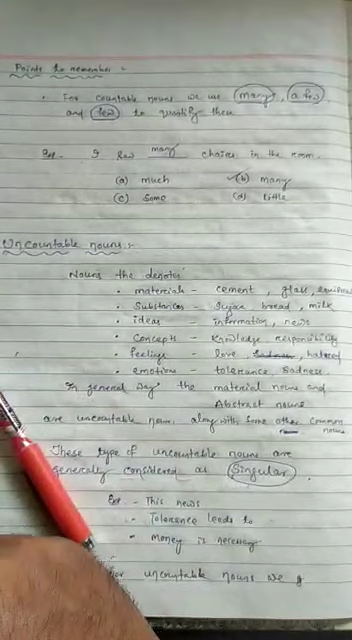 Points to remember :-
• For countable nouns we use many, a few
and few to quantify them
Ex. I saw many chairs in the room.
(a) much (b) many
(c) some (d) little
Uncountable nouns :-
Nouns the denotes
• materials - cement, glass, equipm
• Substances - Sugar bread, milk
• ideas - information, news
• Concepts - knowledge responsibility
• feelings - love, hatred
• emotions - tolerance, sadness.
In general way the material nouns and
Abstract nouns
are uncountable noun along with some other common
nouns
These type of uncountable nouns are
generally considered as Singular
Ex. - This news
- Tolerance leads to
• Money is necessary
For uncountable nouns we